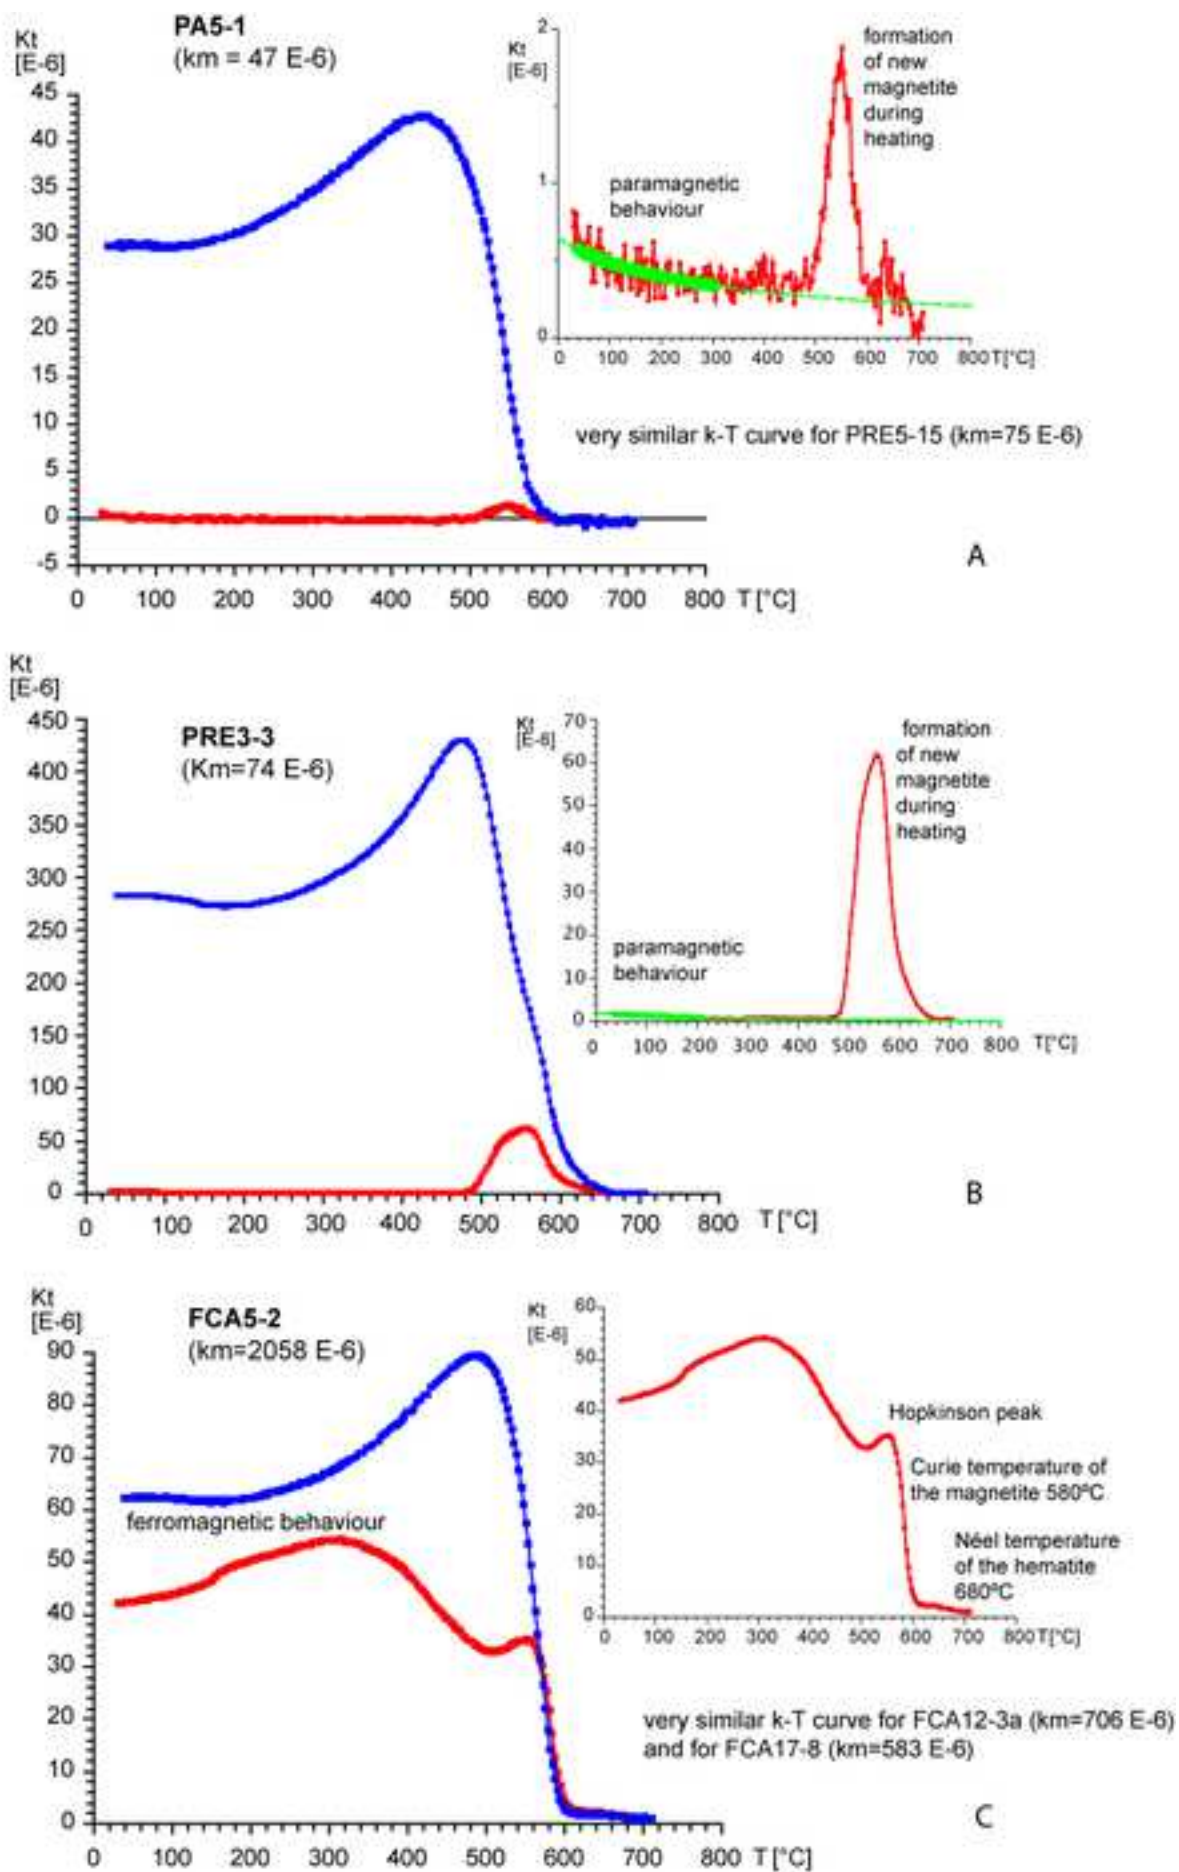 PA5-1
(km = 47 E-6)
Kt
[E-6]
45
40
35
30
25
20
15
10
5
0
-5
0 100 200 300 400 500 600 700 800 T [°C]
Kt
[E-6]
2
1
0
0 100 200 300 400 500 600 700 800 T[°C]
paramagnetic
behaviour
formation
of new
magnetite
during
heating
very similar k-T curve for PRE5-15 (km=75 E-6)
A
Kt
[E-6]
PRE3-3
(Km=74 E-6)
450
400
350
300
250
200
150
100
50
0
0 100 200 300 400 500 600 700 800 T [°C]
Kt
[E-6]
70
60
50
40
30
20
10
0
0 100 200 300 400 500 600 700 800 T[°C]
paramagnetic
behaviour
formation
of new
magnetite
during
heating
B
Kt
[E-6]
FCA5-2
(km=2058 E-6)
90
80
70
60
50
40
30
20
10
0
0 100 200 300 400 500 600 700 800 T [°C]
ferromagnetic behaviour
Kt
[E-6]
60
50
40
30
20
10
0
0 100 200 300 400 500 600 700 800 T[°C]
Hopkinson peak
Curie temperature of
the magnetite 580ºC
Néel temperature
of the hematite
680ºC
very similar k-T curve for FCA12-3a (km=706 E-6)
and for FCA17-8 (km=583 E-6)
C